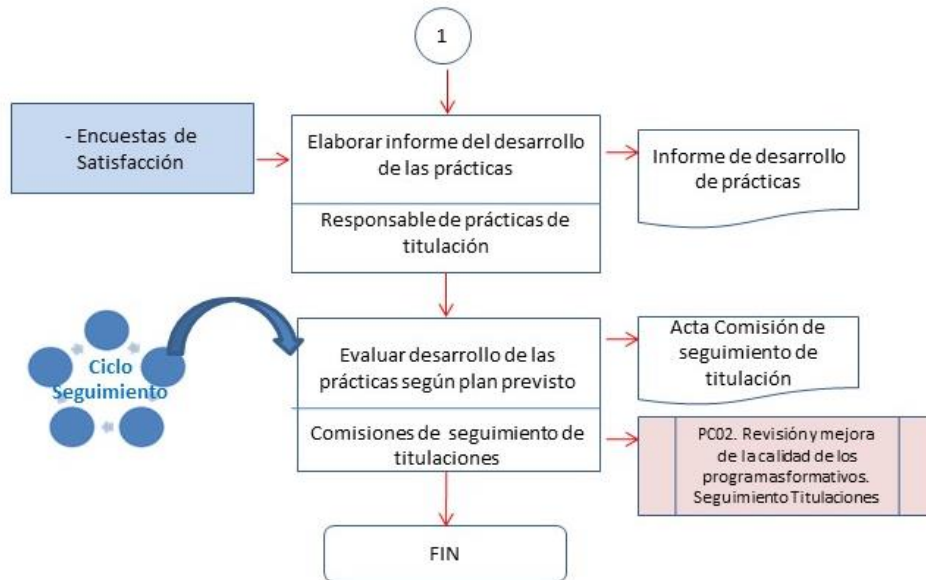 1
- Encuestas de
Satisfacción
Elaborar informe del desarrollo
de las prácticas
Responsable de prácticas de
titulación
Informe de desarrollo
de prácticas
Ciclo
Seguimiento
Evaluar desarrollo de las
prácticas según plan previsto
Comisiones de seguimiento de
titulaciones
Acta Comisión de
seguimiento de
titulación
PC02. Revisión y mejora
de la calidad de los
programasformativos.
Seguimiento Titulaciones
FIN